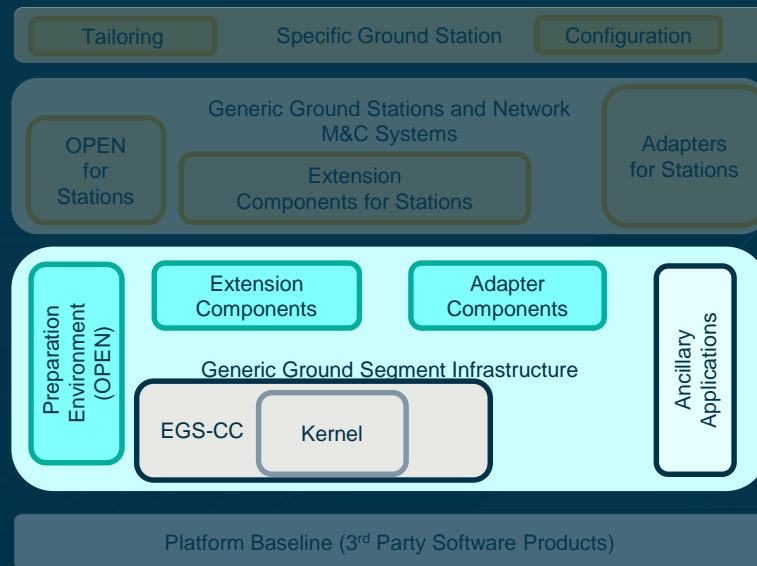 Tailoring
Specific Ground Station
Configuration
Generic Ground Stations and Network
M&C Systems
OPEN
for
Stations
Extension
Components for Stations
Adapters
for Stations
Preparation
Environment
(OPEN)
Extension
Components
Adapter
Components
Ancillary
Applications
Generic Ground Segment Infrastructure
EGS-CC
Kernel
Platform Baseline (3rd Party Software Products)